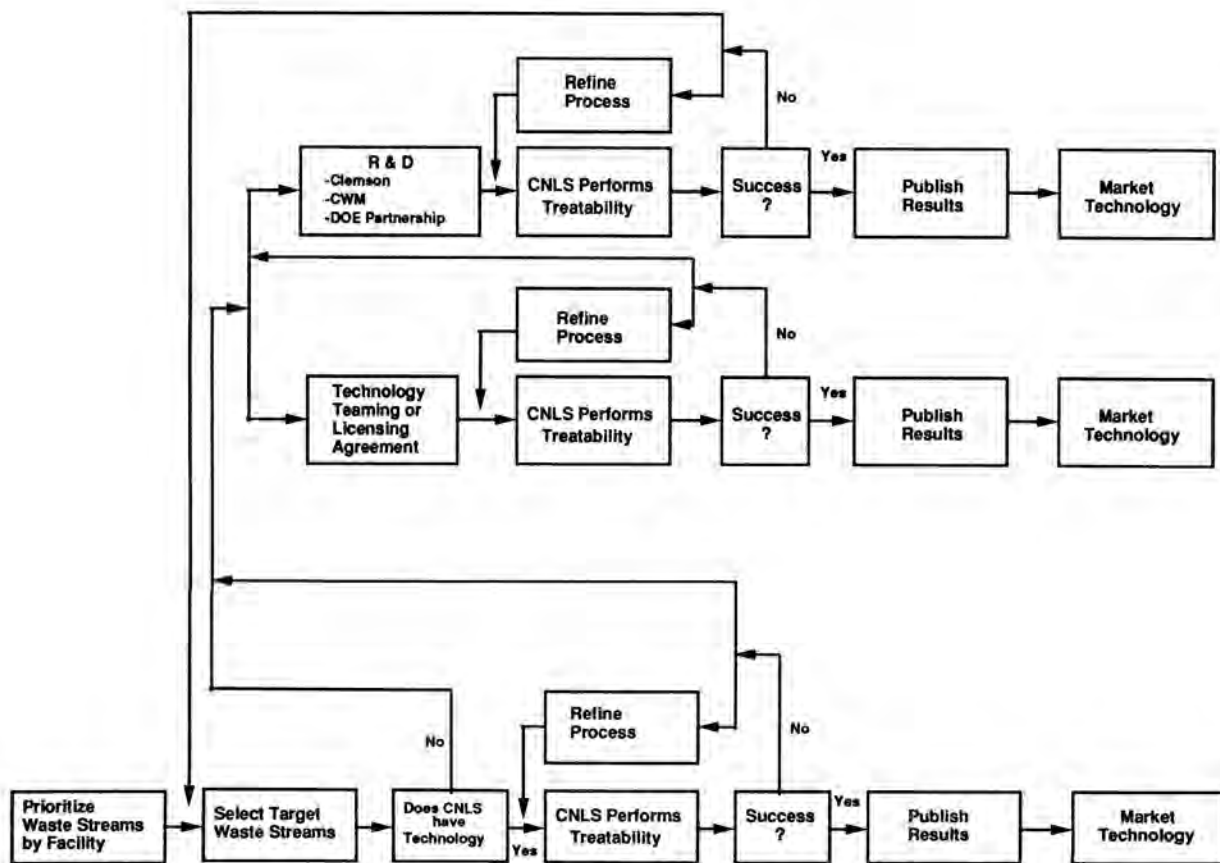 Refine
Process
No
R & D
-Clemson
-CWM
-DOE Partnership
CNLS Performs
Treatability
Success
?
Yes
Publish
Results
Market
Technology
Refine
Process
No
Technology
Teaming or
Licensing
Agreement
CNLS Performs
Treatability
Success
?
Yes
Publish
Results
Market
Technology
Refine
Process
No
No
Prioritize
Waste Streams
by Facility
Select Target
Waste Streams
Does CNLS
have
Technology
Yes
CNLS Performs
Treatability
Success
?
Yes
Publish
Results
Market
Technology